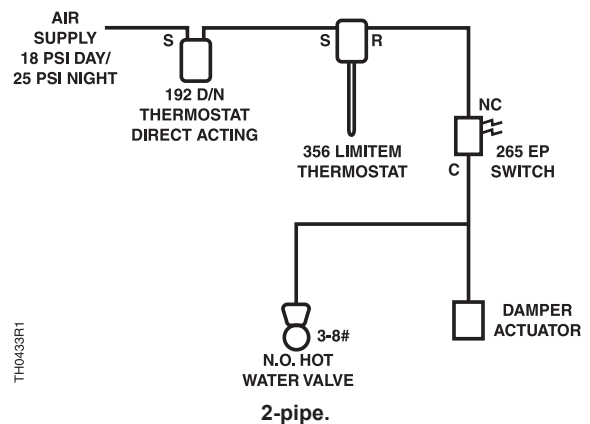 AIR
SUPPLY
18 PSI DAY/
25 PSI NIGHT
S
192 D/N
THERMOSTAT
DIRECT ACTING
S
R
356 LIMITEM
THERMOSTAT
NC
265 EP
SWITCH
C
3-8#
N.O. HOT
WATER VALVE
DAMPER
ACTUATOR
TH0433R1
2-pipe.